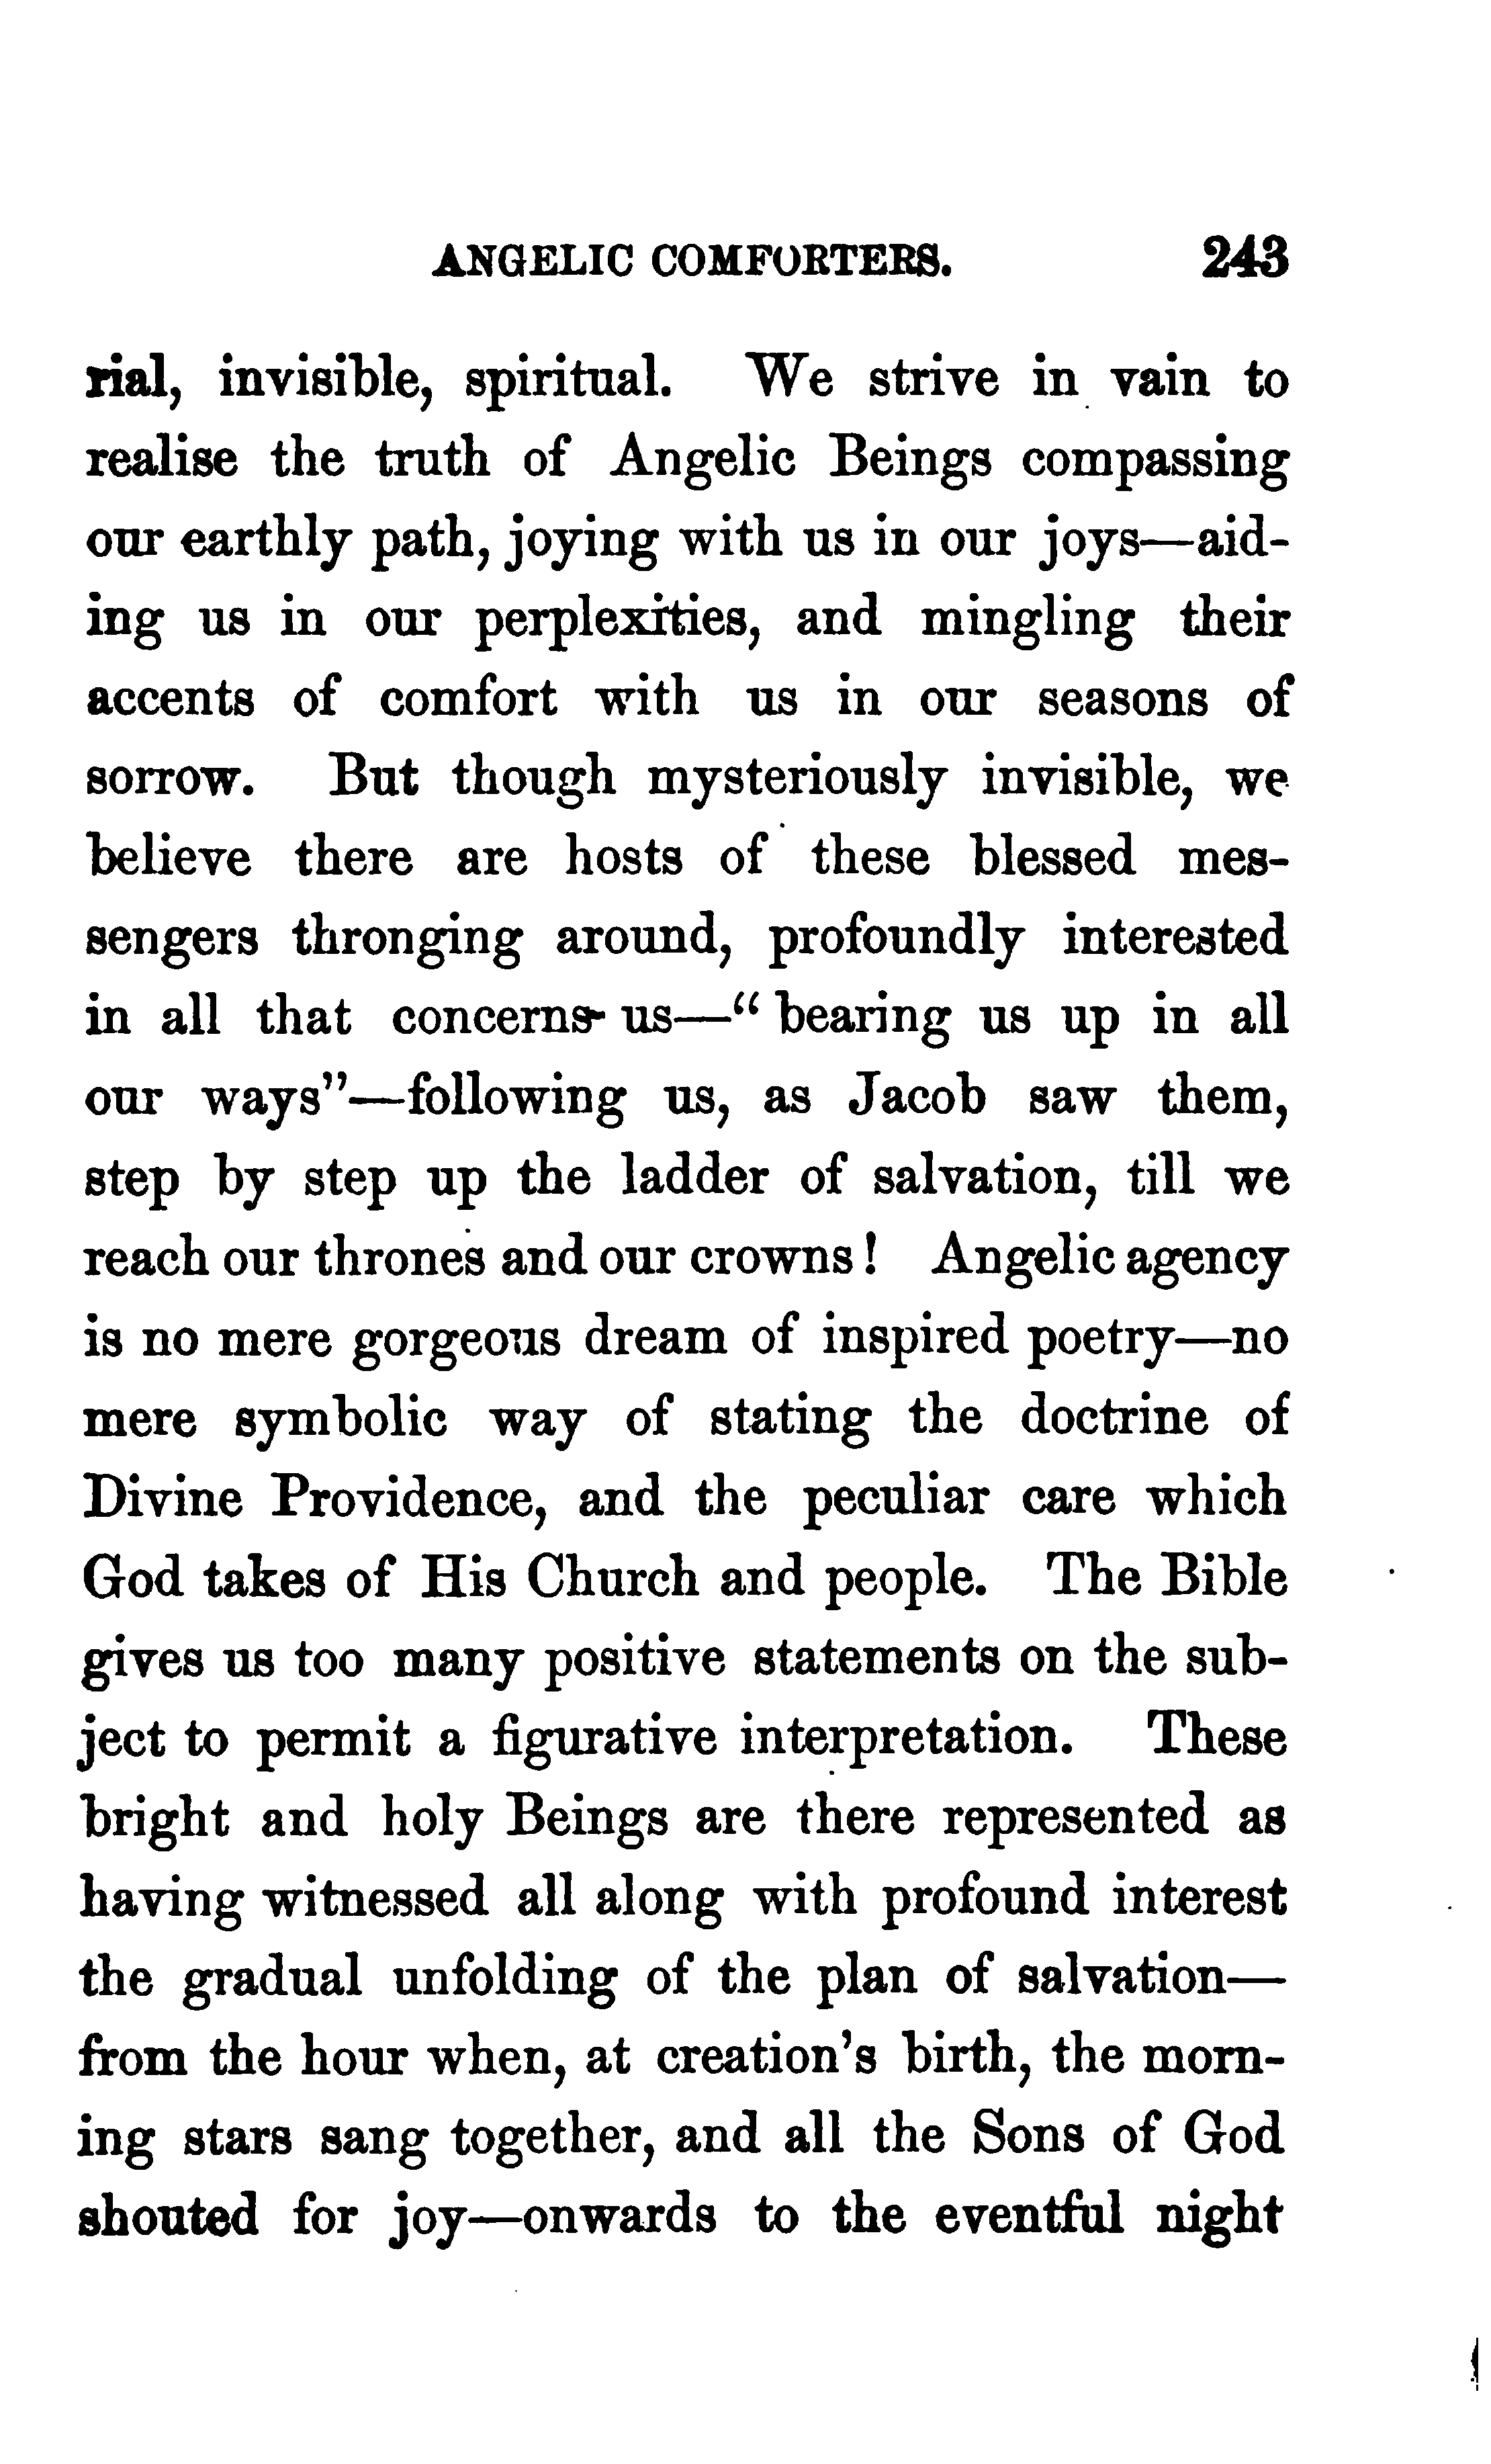 ANGELIC COMFORTERS. 243
rial, invisible, spiritual. We strive in vain to
realise the truth of Angelic Beings compassing
our earthly path, joying with us in our joys—aid-
ing us in our perplexities, and mingling their
accents of comfort with us in our seasons of
sorrow. But though mysteriously invisible, we
believe there are hosts of these blessed mes-
sengers thronging around, profoundly interested
in all that concerns us—“ bearing us up in all
our ways”—following us, as Jacob saw them,
step by step up the ladder of salvation, till we
reach our thrones and our crowns ! Angelic agency
is no mere gorgeous dream of inspired poetry—no
mere symbolic way of stating the doctrine of
Divine Providence, and the peculiar care which
God takes of His Church and people. The Bible
gives us too many positive statements on the sub-
ject to permit a figurative interpretation. These
bright and holy Beings are there represented as
having witnessed all along with profound interest
the gradual unfolding of the plan of salvation—
from the hour when, at creation’s birth, the morn-
ing stars sang together, and all the Sons of God
shouted for joy—onwards to the eventful night